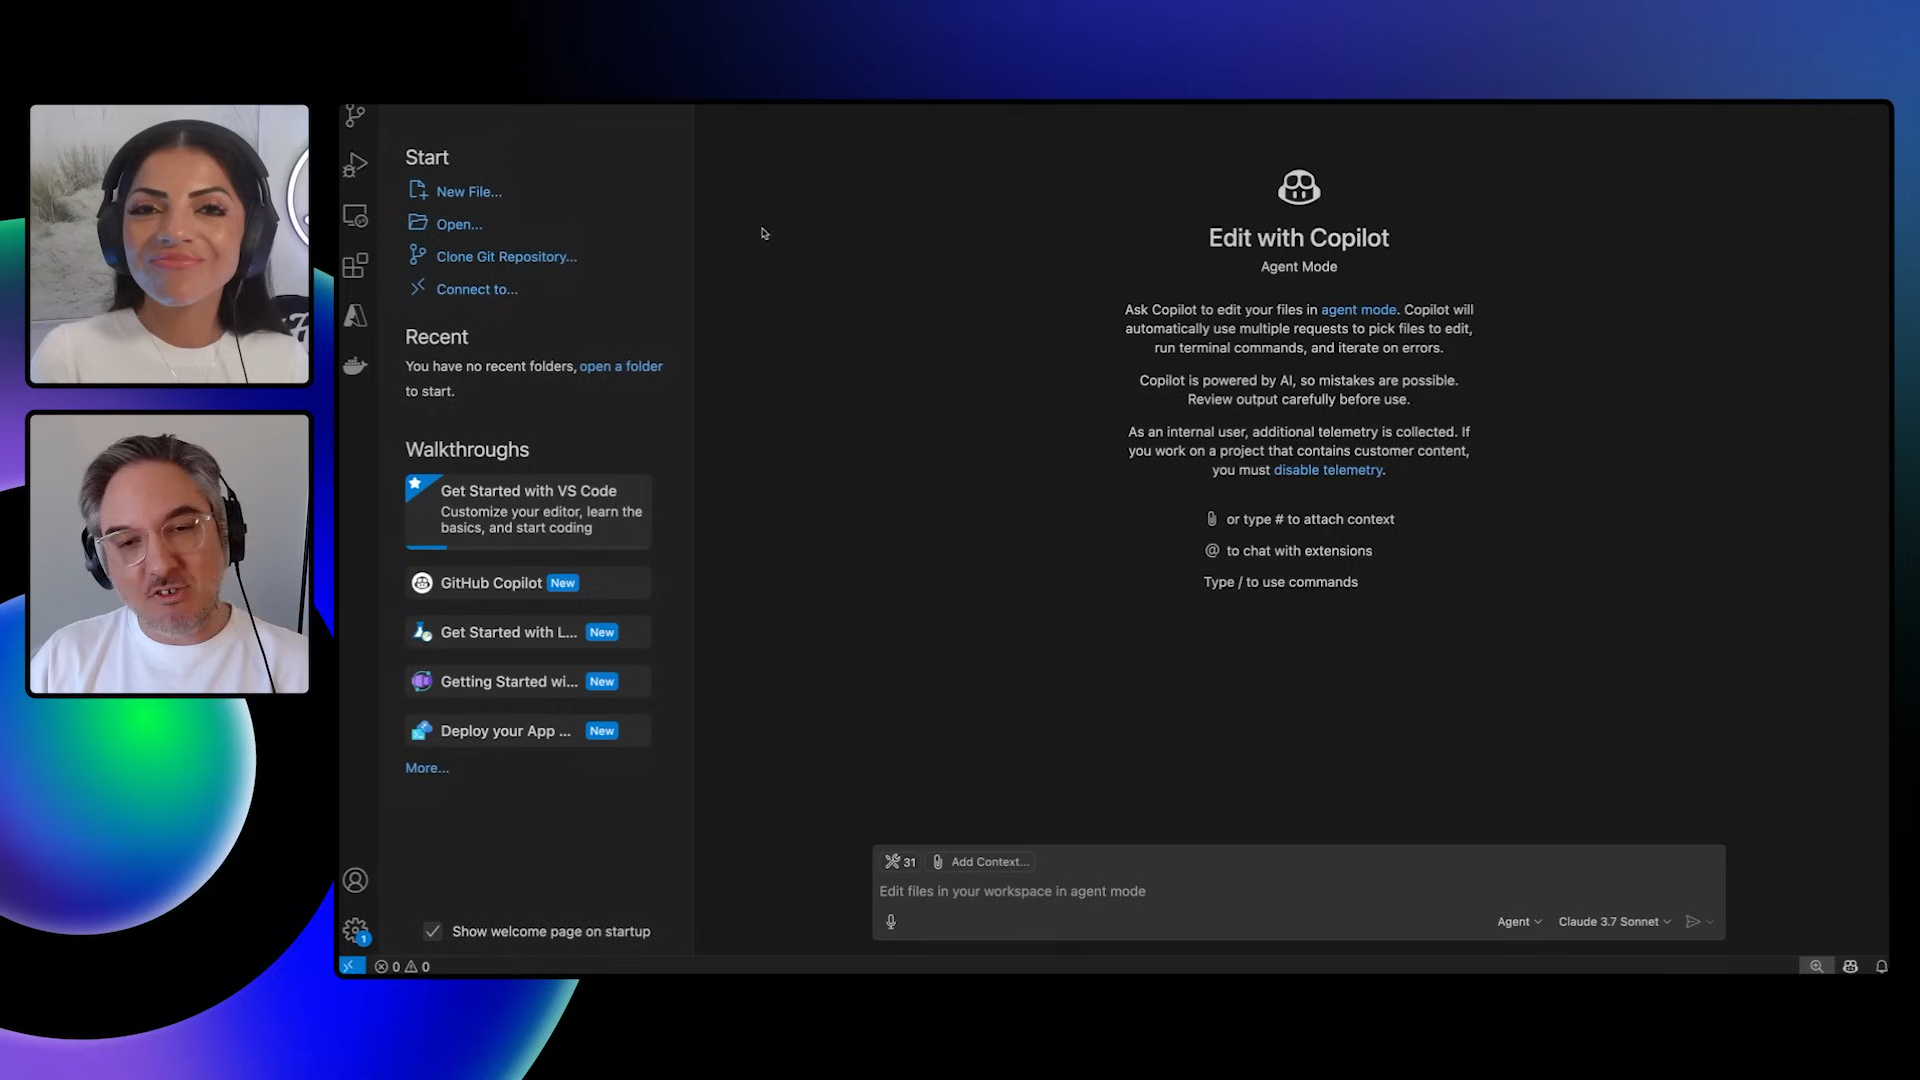 Start
New File...
Open...
Clone Git Repository...
Connect to...
Recent
You have no recent folders, open a folder
to start.
Walkthroughs
Get Started with VS Code
Customize your editor, learn the
basics, and start coding
GitHub Copilot New
Get Started with L... New
Getting Started wi... New
Deploy your App ... New
More...
Show welcome page on startup
1
0 0
Edit with Copilot
Agent Mode
Ask Copilot to edit your files in agent mode. Copilot will
automatically use multiple requests to pick files to edit,
run terminal commands, and iterate on errors.
Copilot is powered by AI, so mistakes are possible.
Review output carefully before use.
As an internal user, additional telemetry is collected. If
you work on a project that contains customer content,
you must disable telemetry.
or type # to attach context
@ to chat with extensions
Type / to use commands
31 Add Context...
Edit files in your workspace in agent mode
Agent Claude 3.7 Sonnet